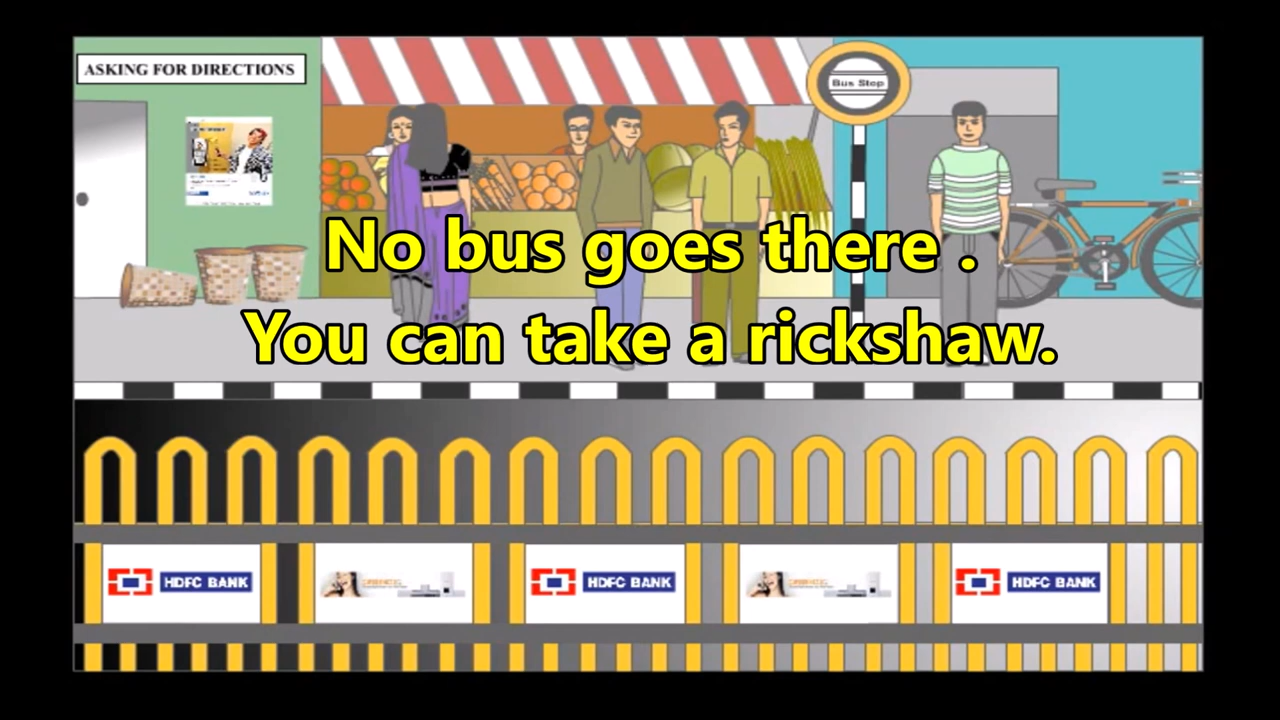 ASKING FOR DIRECTIONS
Bus Stop
No bus goes there .
You can take a rickshaw.
HDFC BANK
HDFC BANK
HDFC BANK